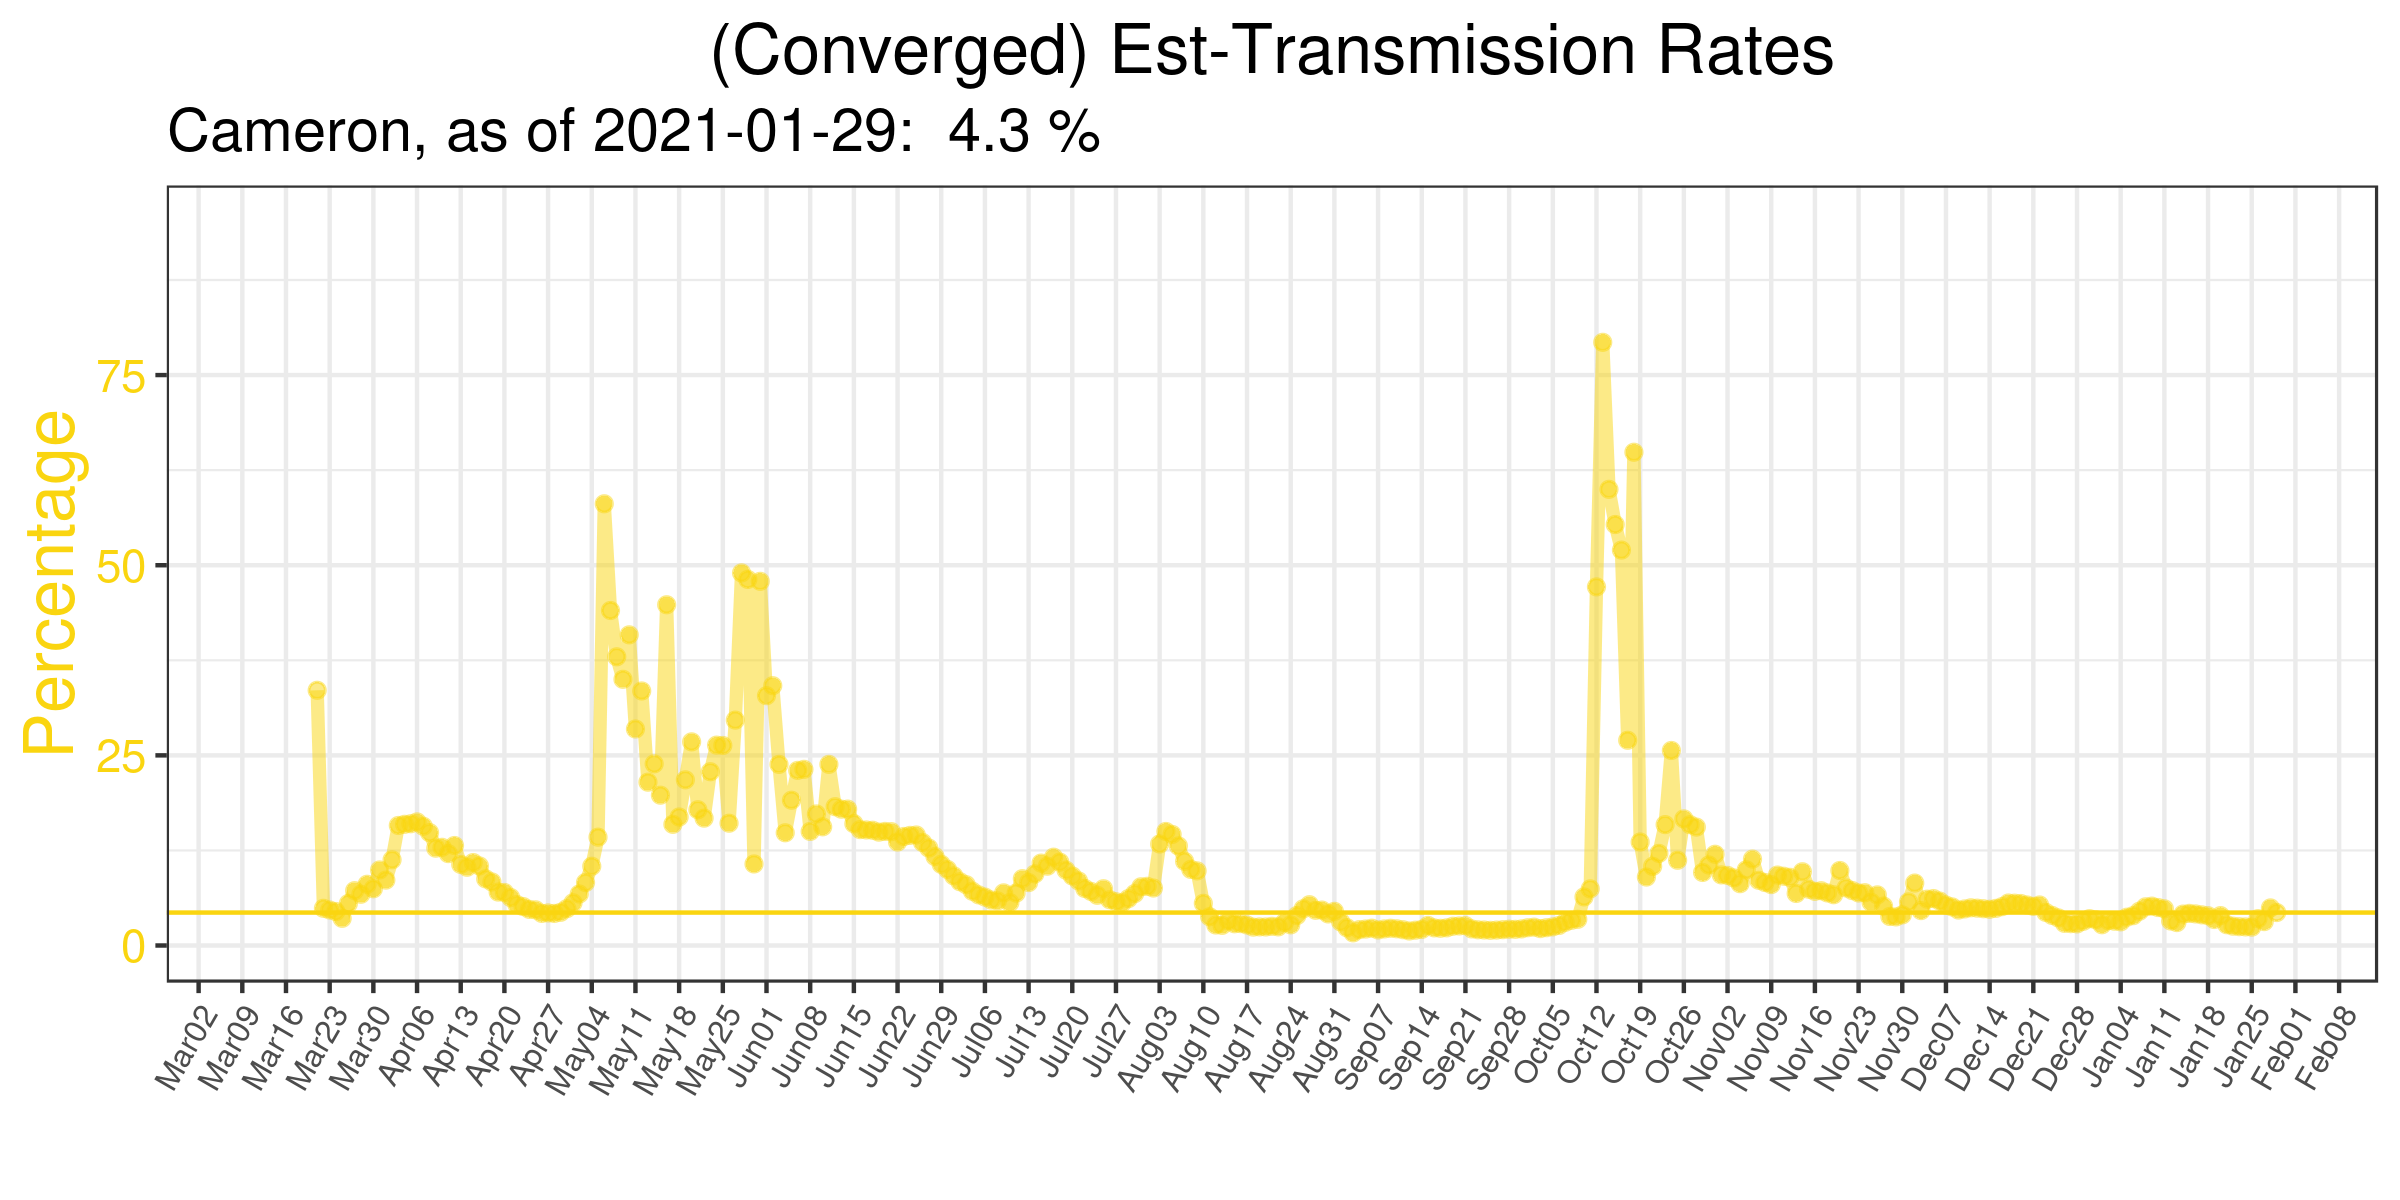 (Converged) Est-Transmission Rates
Cameron, as of 2021-01-29:  4.3 %
Percentage
75
50
25
0
Mar02 Mar09 Mar16 Mar23 Mar30 Apr06 Apr13 Apr20 Apr27 May04 May11 May18 May25 Jun01 Jun08 Jun15 Jun22 Jun29 Jul06 Jul13 Jul20 Jul27 Aug03 Aug10 Aug17 Aug24 Aug31 Sep07 Sep14 Sep21 Sep28 Oct05 Oct12 Oct19 Oct26 Nov02 Nov09 Nov16 Nov23 Nov30 Dec07 Dec14 Dec21 Dec28 Jan04 Jan11 Jan18 Jan25 Feb01 Feb08